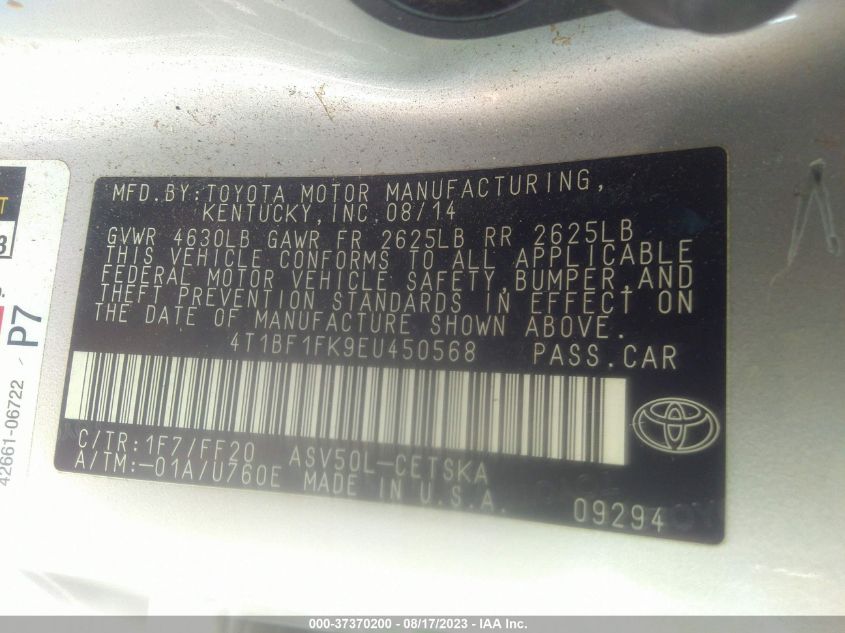 MFD.BY:TOYOTA MOTOR MANUFACTURING,
KENTUCKY,INC.08/14
GVWR 4630LB GAWR FR 2625LB RR 2625LB
THIS VEHICLE CONFORMS TO ALL APPLICABLE
FEDERAL MOTOR VEHICLE SAFETY,BUMPER,AND
THEFT PREVENTION STANDARDS IN EFFECT ON
THE DATE OF MANUFACTURE SHOWN ABOVE.
4T1BF1FK9EU450568 PASS.CAR
C/TR:1F7/FF20 ASV50L-CETSKA
A/TM:-01A/U760E MADE IN U.S.A.
09294
42661-06722 P7
000-37370200 - 08/17/2023 - © IAA Inc.